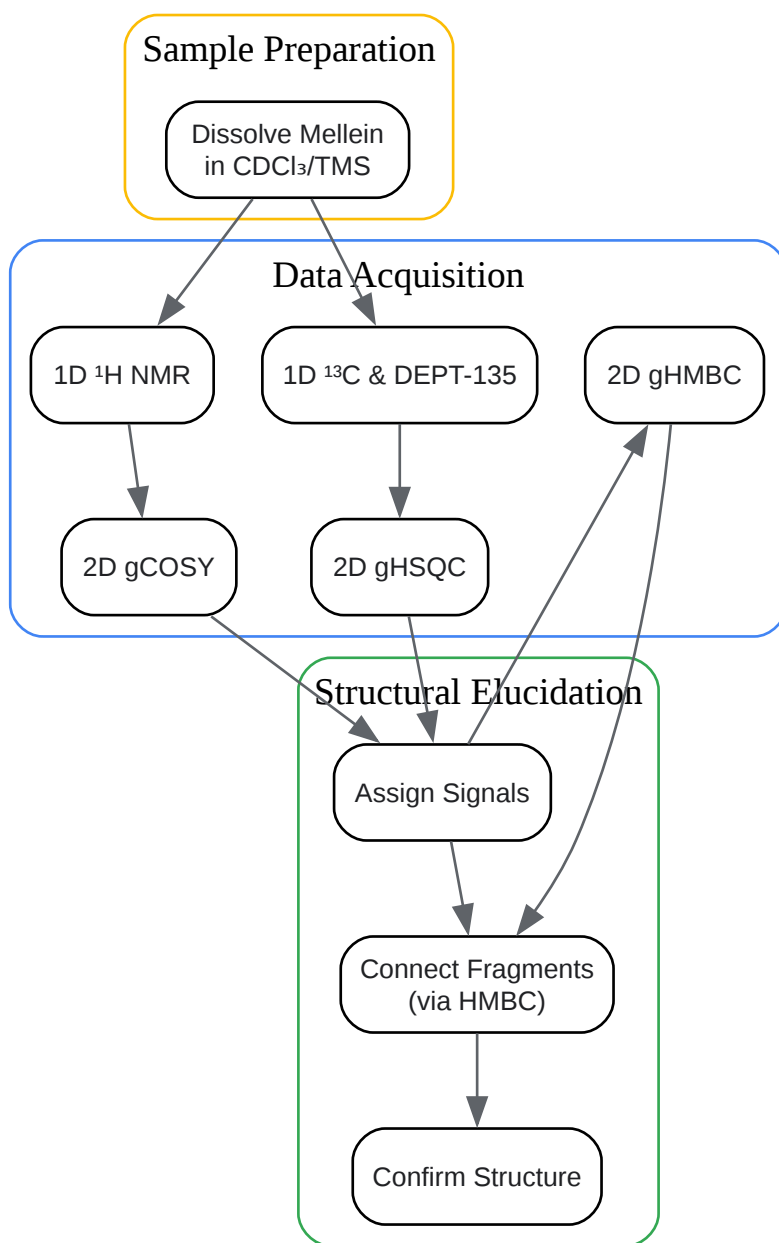 Sample Preparation
Dissolve Mellein
in CDCl₃/TMS
Data Acquisition
1D ¹H NMR
1D ¹³C & DEPT-135
2D gHMBC
2D gCOSY
2D gHSQC
Structural Elucidation
Assign Signals
Connect Fragments
(via HMBC)
Confirm Structure